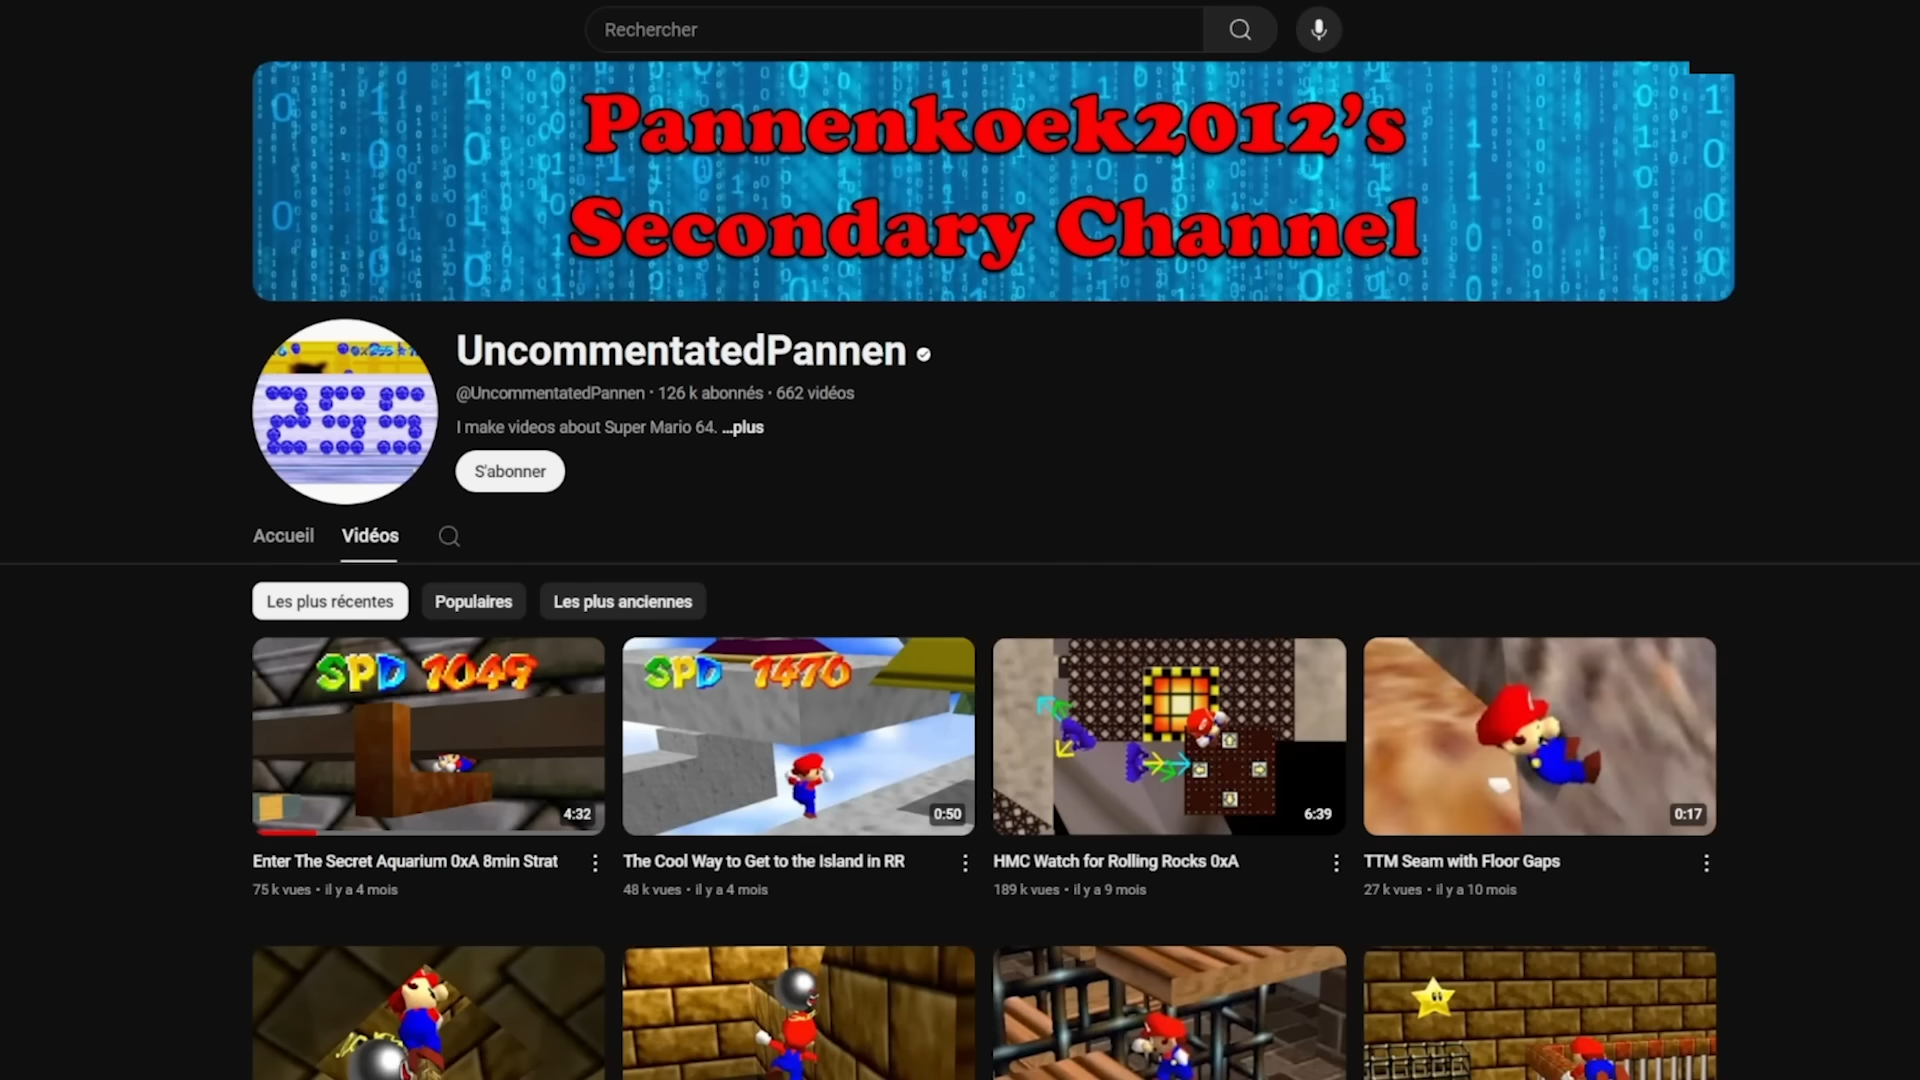 Rechercher
Pannenkoek2012's
Secondary Channel
255
UncommentatedPannen
@UncommentatedPannen · 126 k abonnés · 662 vidéos
I make videos about Super Mario 64. ...plus
S'abonner
Accueil Vidéos
Les plus récentes Populaires Les plus anciennes
SPD 1049
4:32
SPD 1470
0:50
6:39
0:17
Enter The Secret Aquarium 0xA 8min Strat
75 k vues • il y a 4 mois
The Cool Way to Get to the Island in RR
48 k vues • il y a 4 mois
HMC Watch for Rolling Rocks 0xA
189 k vues • il y a 9 mois
TTM Seam with Floor Gaps
27 k vues • il y a 10 mois